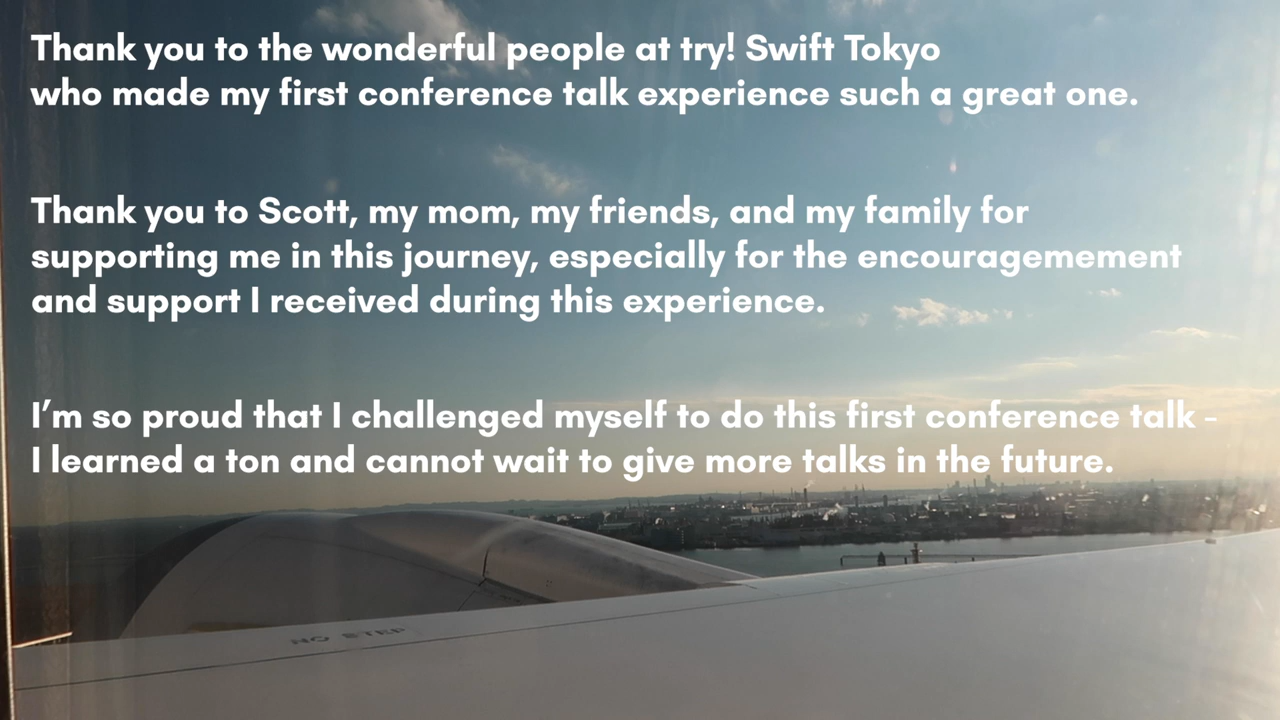 Thank you to the wonderful people at try! Swift Tokyo
who made my first conference talk experience such a great one.
Thank you to Scott, my mom, my friends, and my family for
supporting me in this journey, especially for the encouragemement
and support I received during this experience.
I’m so proud that I challenged myself to do this first conference talk -
I learned a ton and cannot wait to give more talks in the future.
NO STEP